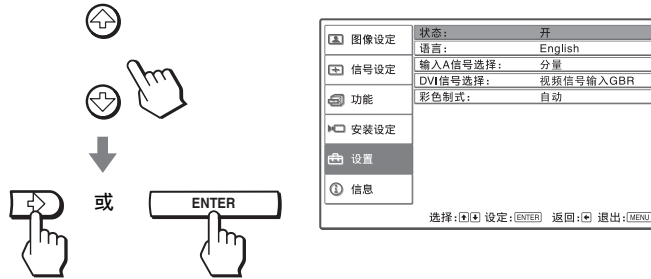 或
ENTER
图像设定
信号设定
功能
安装设定
设置
信息
状态： 开
语言： English
输入A信号选择： 分量
DVI信号选择： 视频信号输入GBR
彩色制式： 自动
选择： 设定：ENTER 返回： 退出：MENU